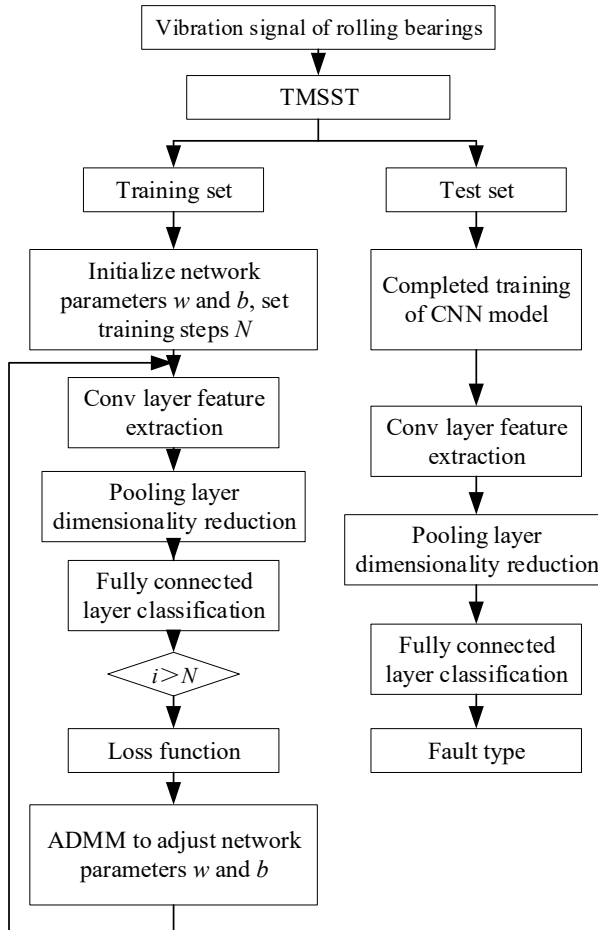 Vibration signal of rolling bearings
TMSST
Training set
Test set
Initialize network
parameters w and b, set
training steps N
Completed training
of CNN model
Conv layer feature
extraction
Conv layer feature
extraction
Pooling layer
dimensionality reduction
Pooling layer
dimensionality reduction
Fully connected
layer classification
Fully connected
layer classification
i>N
Loss function
Fault type
ADMM to adjust network
parameters w and b